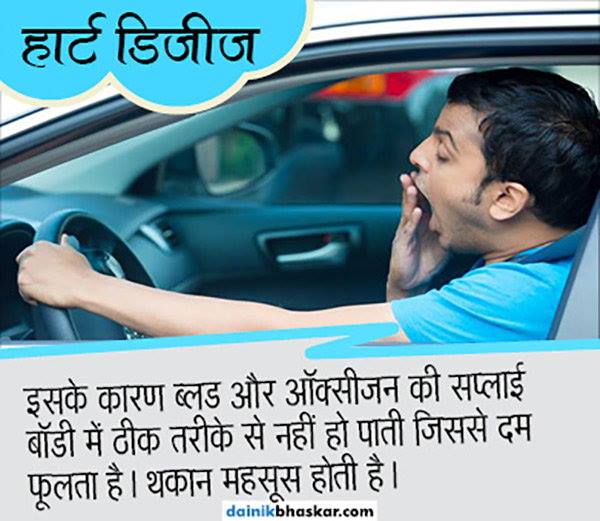 हार्ट डिजीज
इसके कारण ब्लड और ऑक्सीजन की सप्लाई
बॉडी में ठीक तरीके से नहीं हो पाती जिससे दम
फूलता है। थकान महसूस होती है।
dainikbhaskar.com